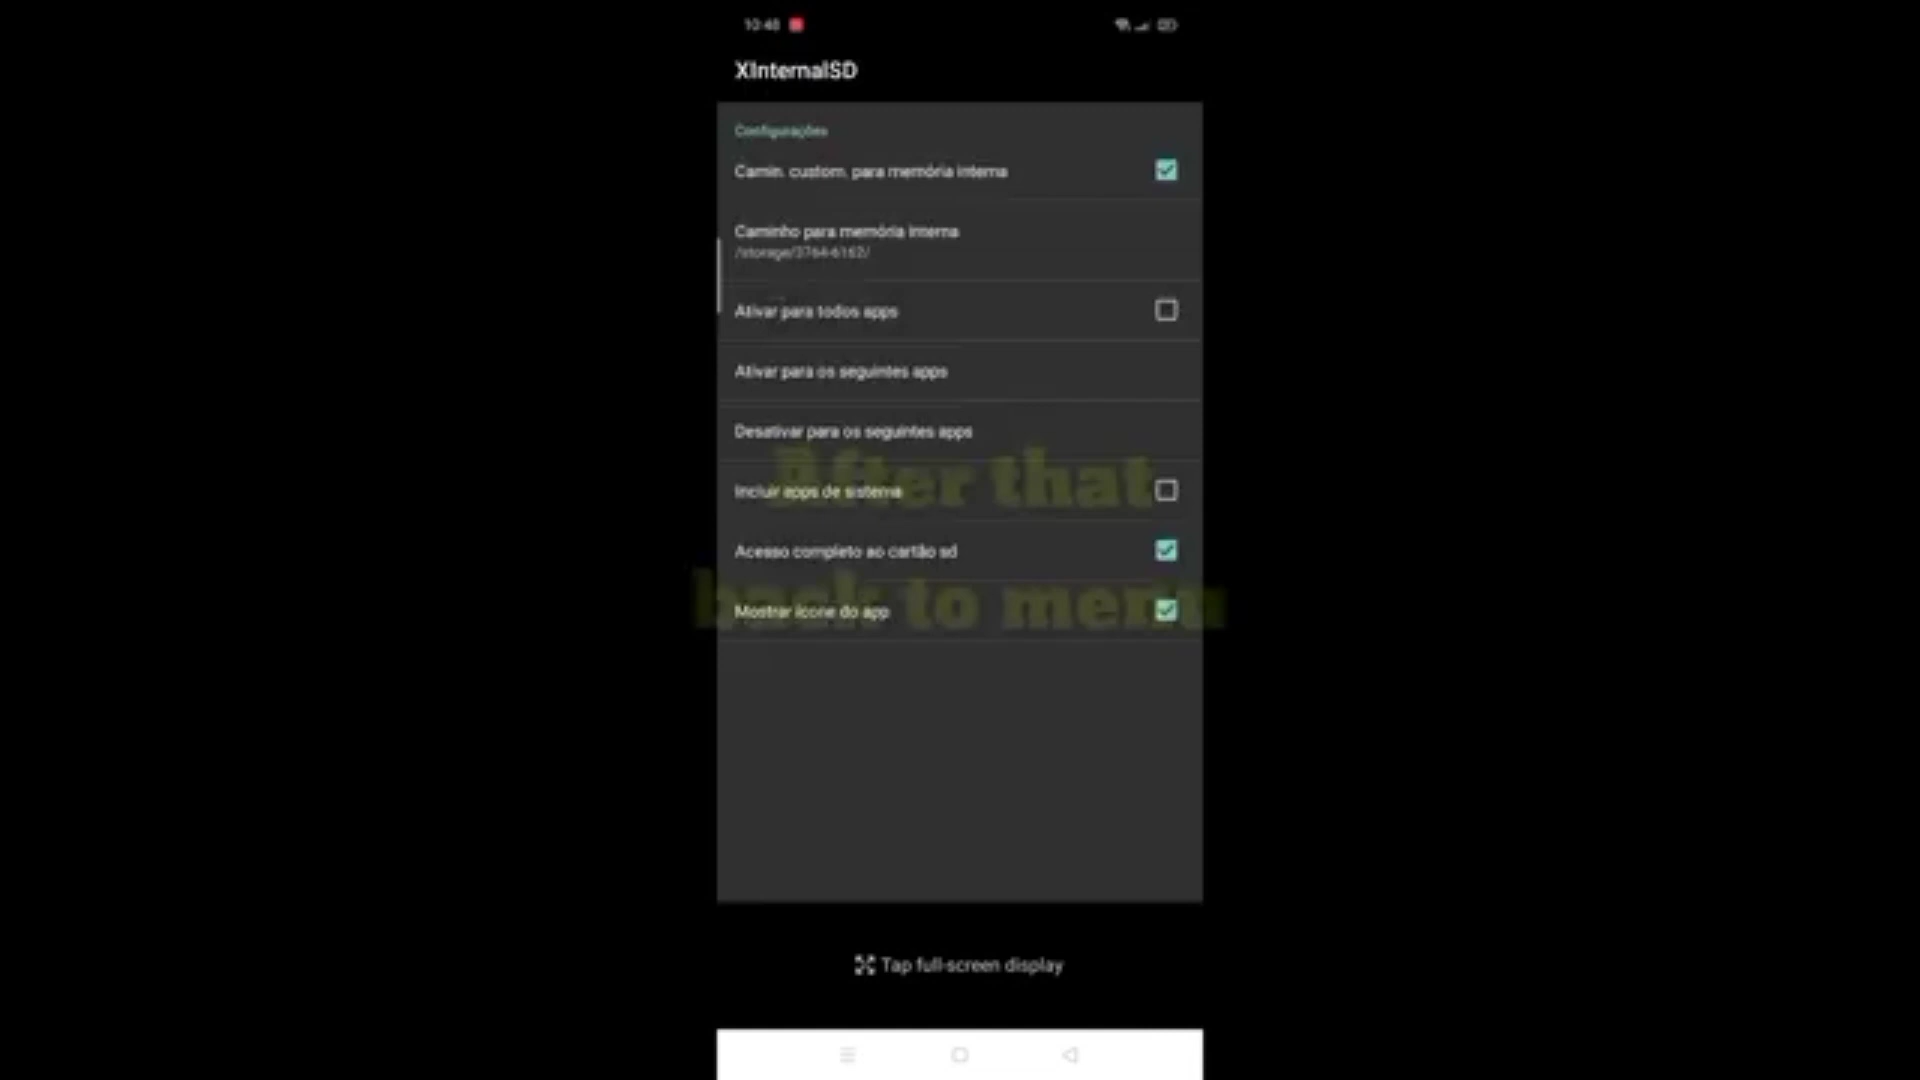 10:48
XInternalSD
Configurações
Camin. custom. para memória interna
Caminho para memória interna
/storage/3764-6162/
Ativar para todos apps
Ativar para os seguintes apps
Desativar para os seguintes apps
After that
Incluir apps de sistema
Acesso completo ao cartão sd
back to menu
Mostrar ícone do app
Tap full-screen display